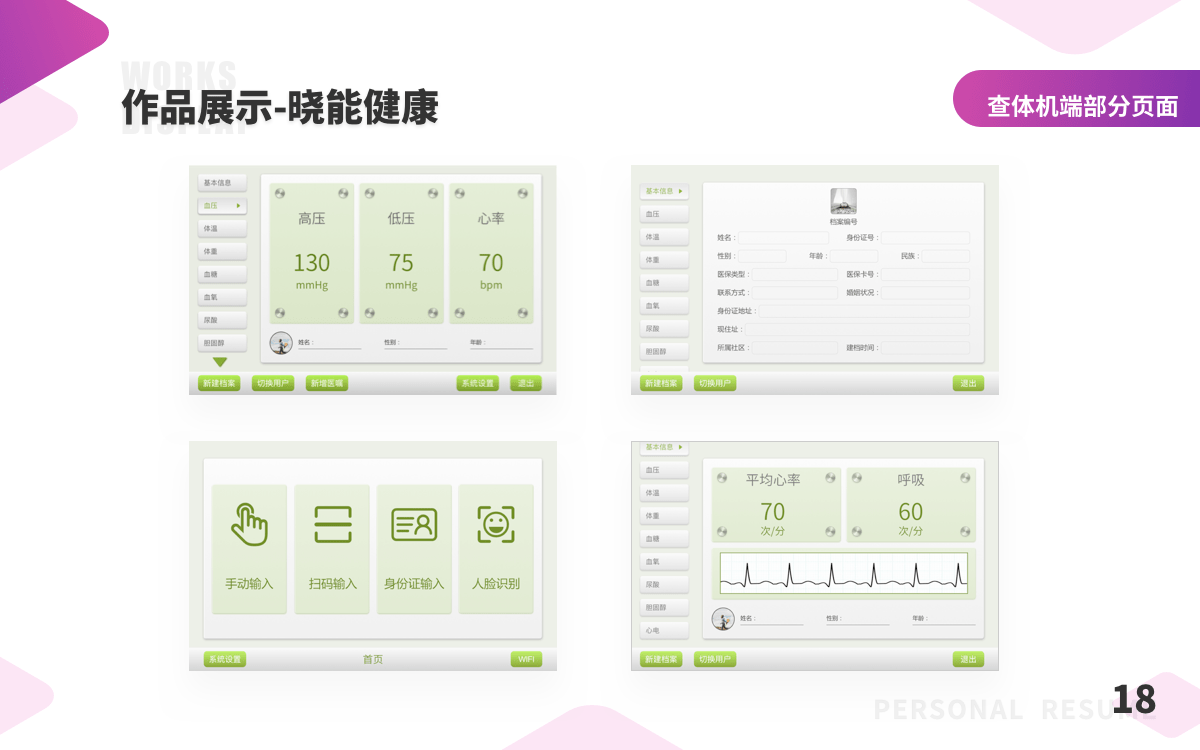 WORKS
DISPLAY
作品展示-晓能健康
查体机端部分页面
基本信息
血压
体温
体重
血糖
血氧
尿酸
胆固醇
高压
130
mmHg
低压
75
mmHg
心率
70
bpm
姓名：
性别：
年龄：
新建档案
切换用户
新增医嘱
系统设置
退出
基本信息
血压
体温
体重
血糖
血氧
尿酸
胆固醇
档案编号
姓名：
身份证号：
性别：
年龄：
民族：
医保类型：
医保卡号：
联系方式：
婚姻状况：
身份证地址：
现住址：
所属社区：
建档时间：
新建档案
切换用户
退出
手动输入
扫码输入
身份证输入
人脸识别
系统设置
首页
WIFI
基本信息
血压
体温
体重
血糖
血氧
尿酸
胆固醇
心电
平均心率
70
次/分
呼吸
60
次/分
姓名：
性别：
年龄：
新建档案
切换用户
退出
PERSONAL RESUME
18